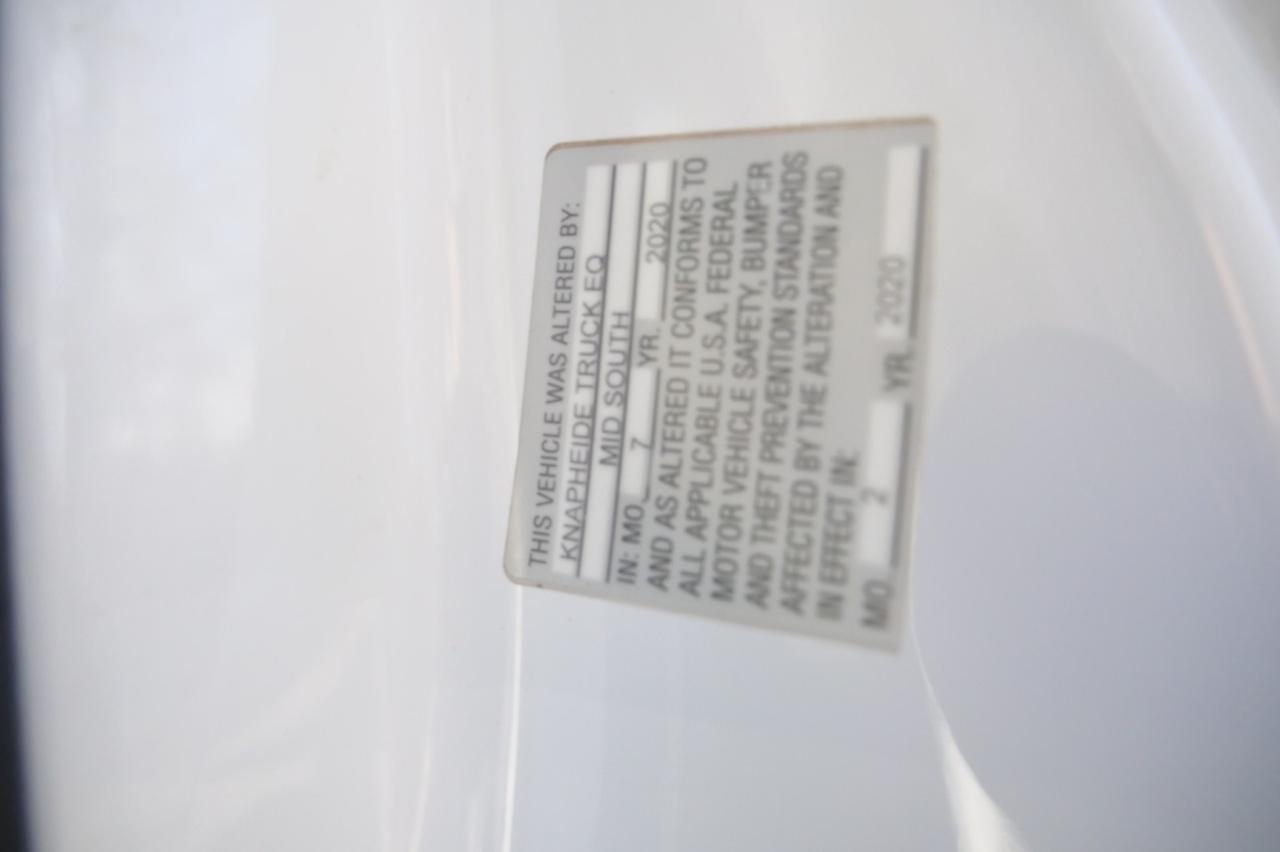 THIS VEHICLE WAS ALTERED BY:
KNAPHEIDE TRUCK EQ
MID SOUTH
IN: MO 7 YR. 2020
AND AS ALTERED IT CONFORMS TO
ALL APPLICABLE U.S.A. FEDERAL
MOTOR VEHICLE SAFETY, BUMPER
AND THEFT PREVENTION STANDARDS
AFFECTED BY THE ALTERATION AND
IN EFFECT IN:
MO 2 YR. 2020